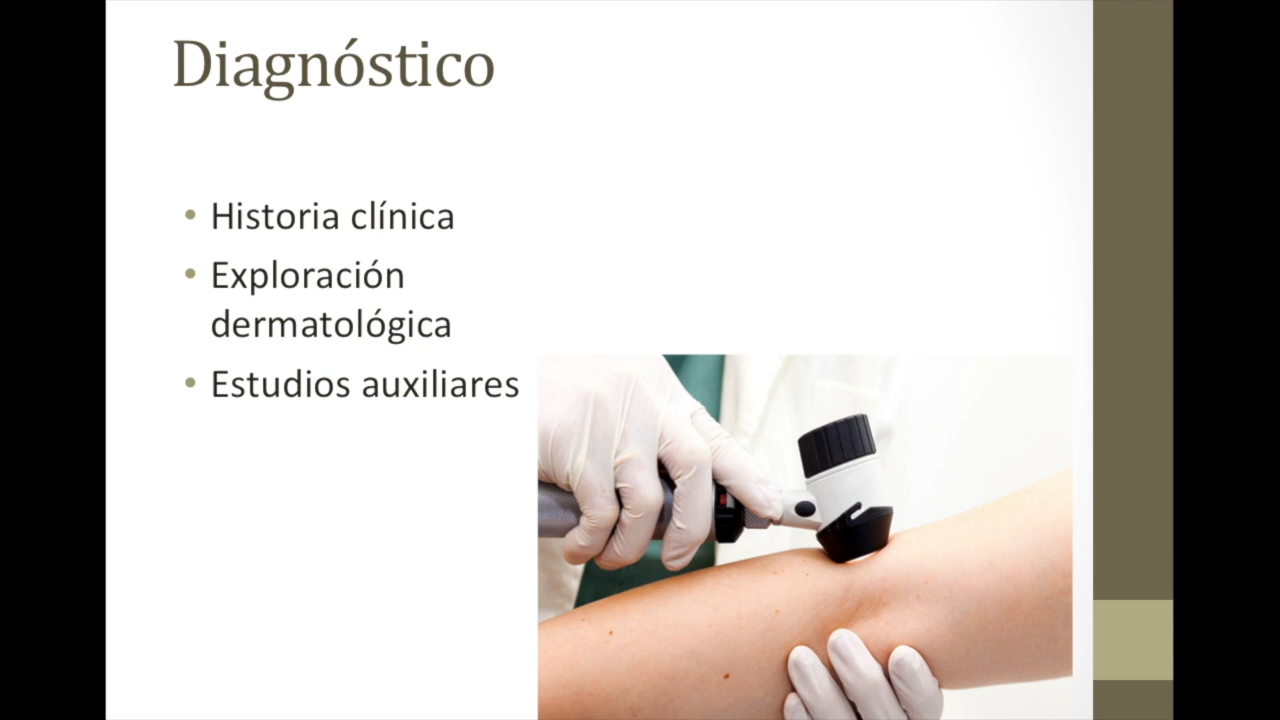 Diagnóstico
• Historia clínica
• Exploración
dermatológica
• Estudios auxiliares